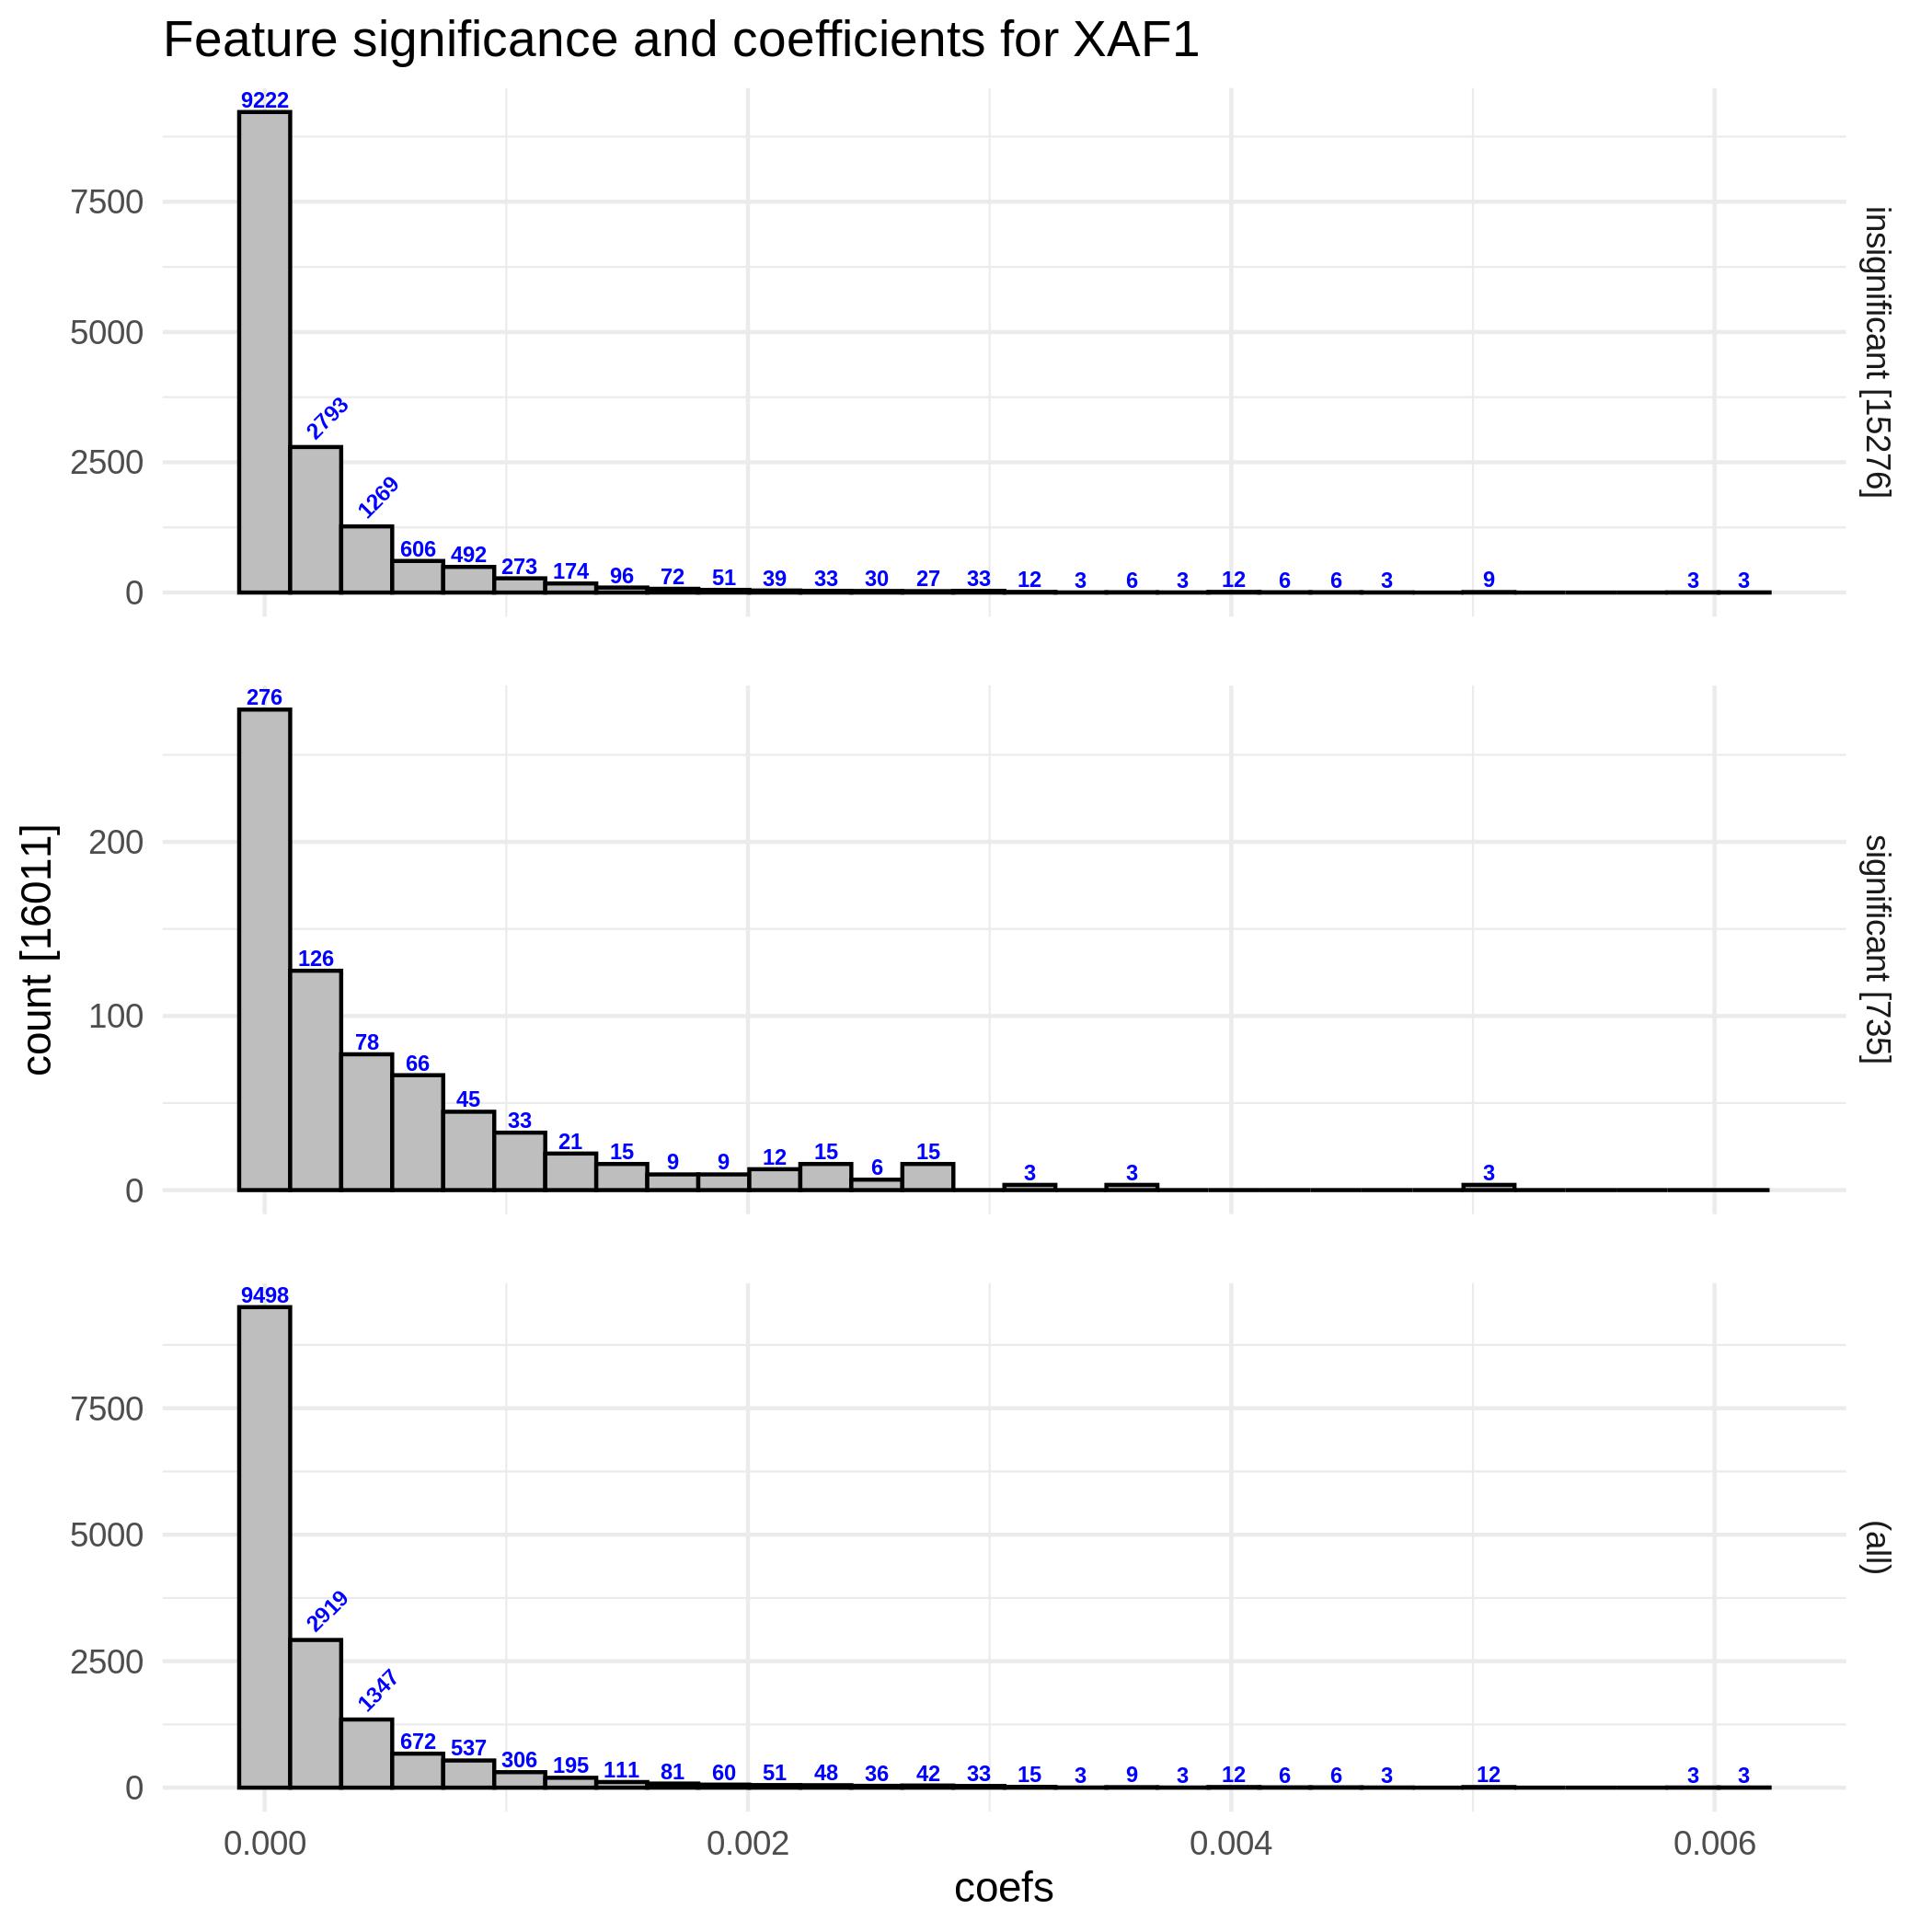 Feature significance and coefficients for XAF1
9222
2793
1269
606 492 273 174 96 72 51 39 33 30 27 33 12 3 6 3 12 6 6 3 9 3 3
7500
5000
2500
0
insignificant [15276]
276
126
78
66
45
33
21
15
9 9 12 15 6 15 3 3 3
200
100
0
significant [735]
count [16011]
9498
2919
1347
672 537 306 195 111 81 60 51 48 36 42 33 15 3 9 3 12 6 6 3 12 3 3
7500
5000
2500
0
(all)
0.000 0.002 0.004 0.006
coefs